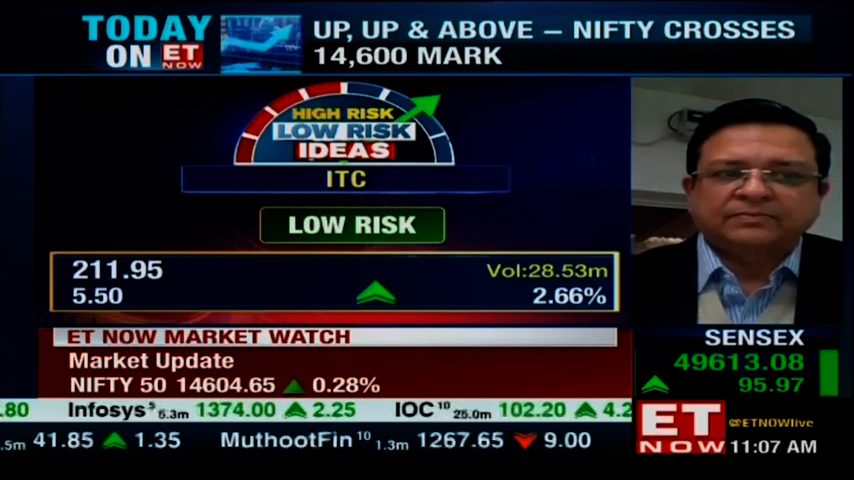 TODAY
ON ET
NOW
UP, UP & ABOVE – NIFTY CROSSES
14,600 MARK
HIGH RISK
LOW RISK
IDEAS
ITC
LOW RISK
211.95
Vol:28.53m
5.50
2.66%
ET NOW MARKET WATCH
Market Update
NIFTY 50 14604.65 0.28%
SENSEX
49613.08
95.97
.80 Infosys 5 5.3m 1374.00 2.25 IOC 10 25.0m 102.20 4.2
.5m 41.85 1.35 MuthootFin 10 1.3m 1267.65 9.00
ET
NOW
@ETNOWlive
11:07 AM